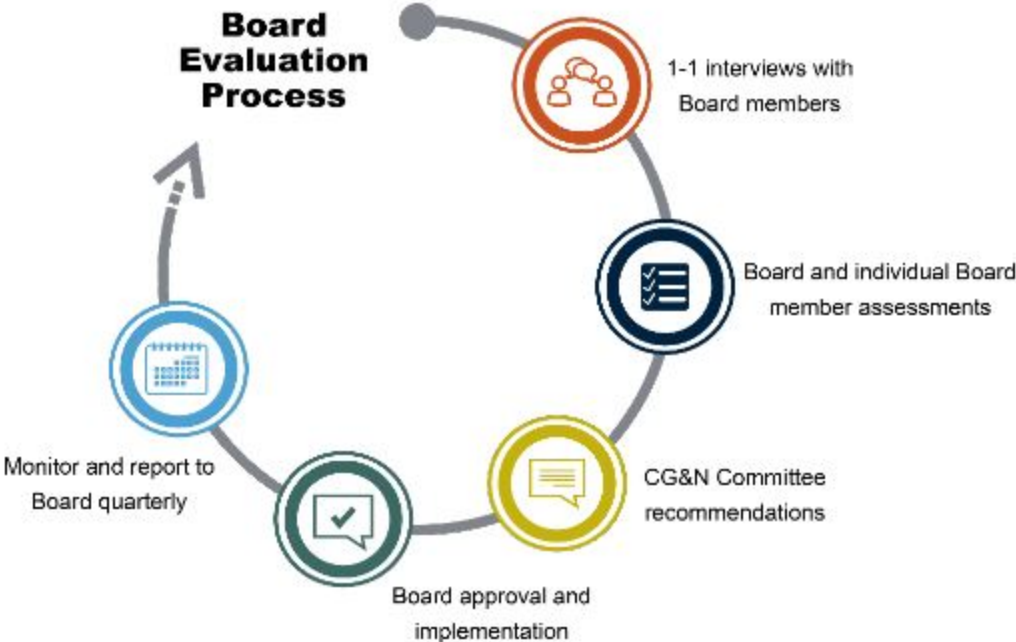 Board
Evaluation
Process
1-1 interviews with
Board members
Board and individual Board
member assessments
CG&N Committee
recommendations
Board approval and
implementation
Monitor and report to
Board quarterly